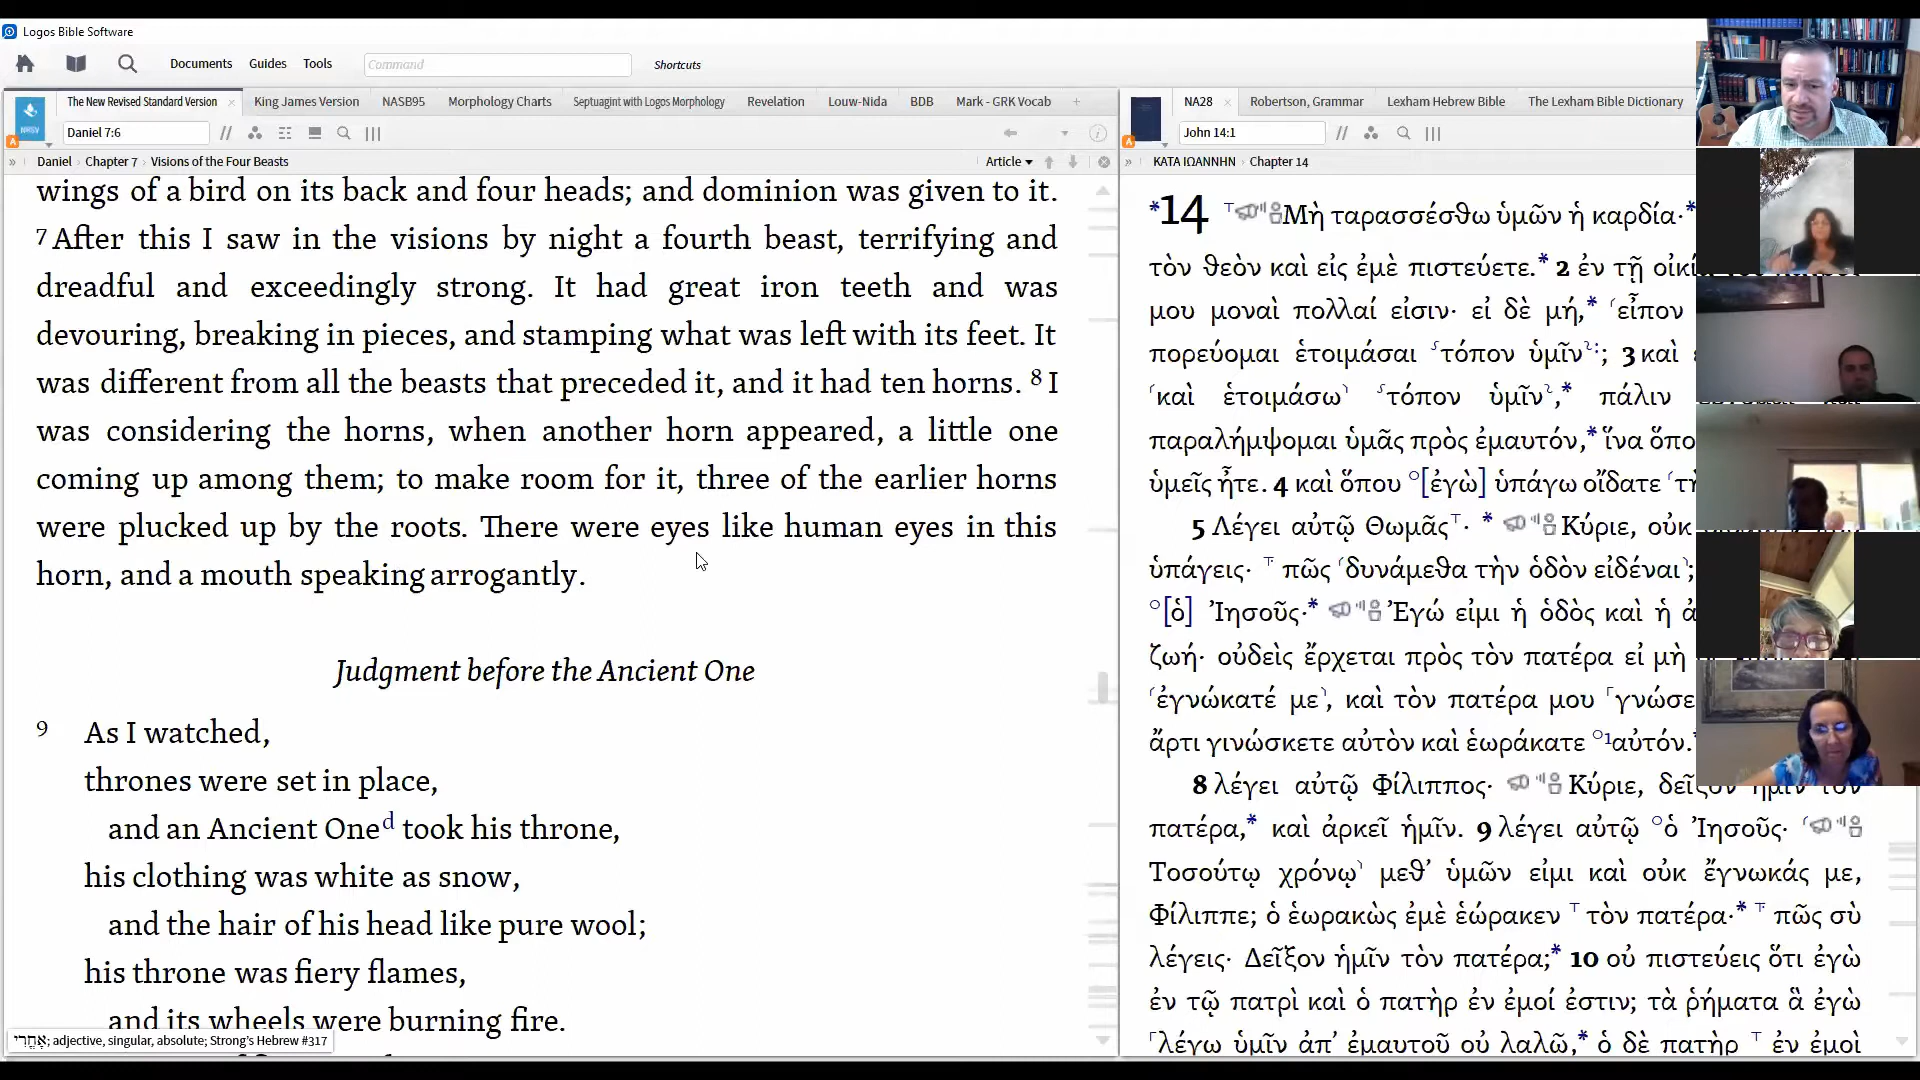 Logos Bible Software
Documents Guides Tools Command Shortcuts
The New Revised Standard Version King James Version NASB95 Morphology Charts Septuagint with Logos Morphology Revelation Louw-Nida BDB Mark - GRK Vocab
Daniel 7:6
Daniel › Chapter 7 › Visions of the Four Beasts Article
wings of a bird on its back and four heads; and dominion was given to it.
7 After this I saw in the visions by night a fourth beast, terrifying and
dreadful and exceedingly strong. It had great iron teeth and was
devouring, breaking in pieces, and stamping what was left with its feet. It
was different from all the beasts that preceded it, and it had ten horns. 8 I
was considering the horns, when another horn appeared, a little one
coming up among them; to make room for it, three of the earlier horns
were plucked up by the roots. There were eyes like human eyes in this
horn, and a mouth speaking arrogantly.
Judgment before the Ancient One
9 As I watched,
thrones were set in place,
and an Ancient Oneᵈ took his throne,
his clothing was white as snow,
and the hair of his head like pure wool;
his throne was fiery flames,
and its wheels were burning fire.
אָחֳרִי; adjective, singular, absolute; Strong's Hebrew #317
NA28 Robertson, Grammar Lexham Hebrew Bible The Lexham Bible Dictionary
John 14:1
ΚΑΤΑ ΙΩΑΝΝΗΝ › Chapter 14
*14 ⸆ Μὴ ταρασσέσθω ὑμῶν ἡ καρδία·*
τὸν θεὸν καὶ εἰς ἐμὲ πιστεύετε.* 2 ἐν τῇ οἰκί
μου μοναὶ πολλαί εἰσιν· εἰ δὲ μή,* ⸂εἶπον
πορεύομαι ἑτοιμάσαι ⸉τόπον ὑμῖν⸊:; 3 καὶ
⸂καὶ ἑτοιμάσω⸃ ⸉τόπον ὑμῖν⸊,* πάλιν
παραλήμψομαι ὑμᾶς πρὸς ἐμαυτόν,* ἵνα ὅπο
ὑμεῖς ἦτε. 4 καὶ ὅπου ⸰[ἐγὼ] ὑπάγω οἴδατε ⸂τὴ
5 Λέγει αὐτῷ Θωμᾶς⸆· * Κύριε, οὐκ
ὑπάγεις· ⸆ πῶς ⸂δυνάμεθα τὴν ὁδὸν εἰδέναι⸃;
⸰[ὁ] Ἰησοῦς·* Ἐγώ εἰμι ἡ ὁδὸς καὶ ἡ ἀ
ζωή· οὐδεὶς ἔρχεται πρὸς τὸν πατέρα εἰ μὴ
⸂ἐγνώκατέ με⸃, καὶ τὸν πατέρα μου ⸀γνώσε
ἄρτι γινώσκετε αὐτὸν καὶ ἑωράκατε ⸰1αὐτόν.
8 λέγει αὐτῷ Φίλιππος· Κύριε, δεῖξον ἡμῖν τὸν
πατέρα,* καὶ ἀρκεῖ ἡμῖν. 9 λέγει αὐτῷ ⸰ὁ Ἰησοῦς· ⸂
Τοσούτῳ χρόνῳ⸃ μεθ’ ὑμῶν εἰμι καὶ οὐκ ἔγνωκάς με,
Φίλιππε; ὁ ἑωρακὼς ἐμὲ ἑώρακεν ⸆ τὸν πατέρα·* ⸆ πῶς σὺ
λέγεις· Δεῖξον ἡμῖν τὸν πατέρα;* 10 οὐ πιστεύεις ὅτι ἐγὼ
ἐν τῷ πατρὶ καὶ ὁ πατὴρ ἐν ἐμοί ἐστιν; τὰ ῥήματα ἃ ἐγὼ
⸀λέγω ὑμῖν ἀπ’ ἐμαυτοῦ οὐ λαλῶ,* ὁ δὲ πατὴρ ⸆ ἐν ἐμοὶ